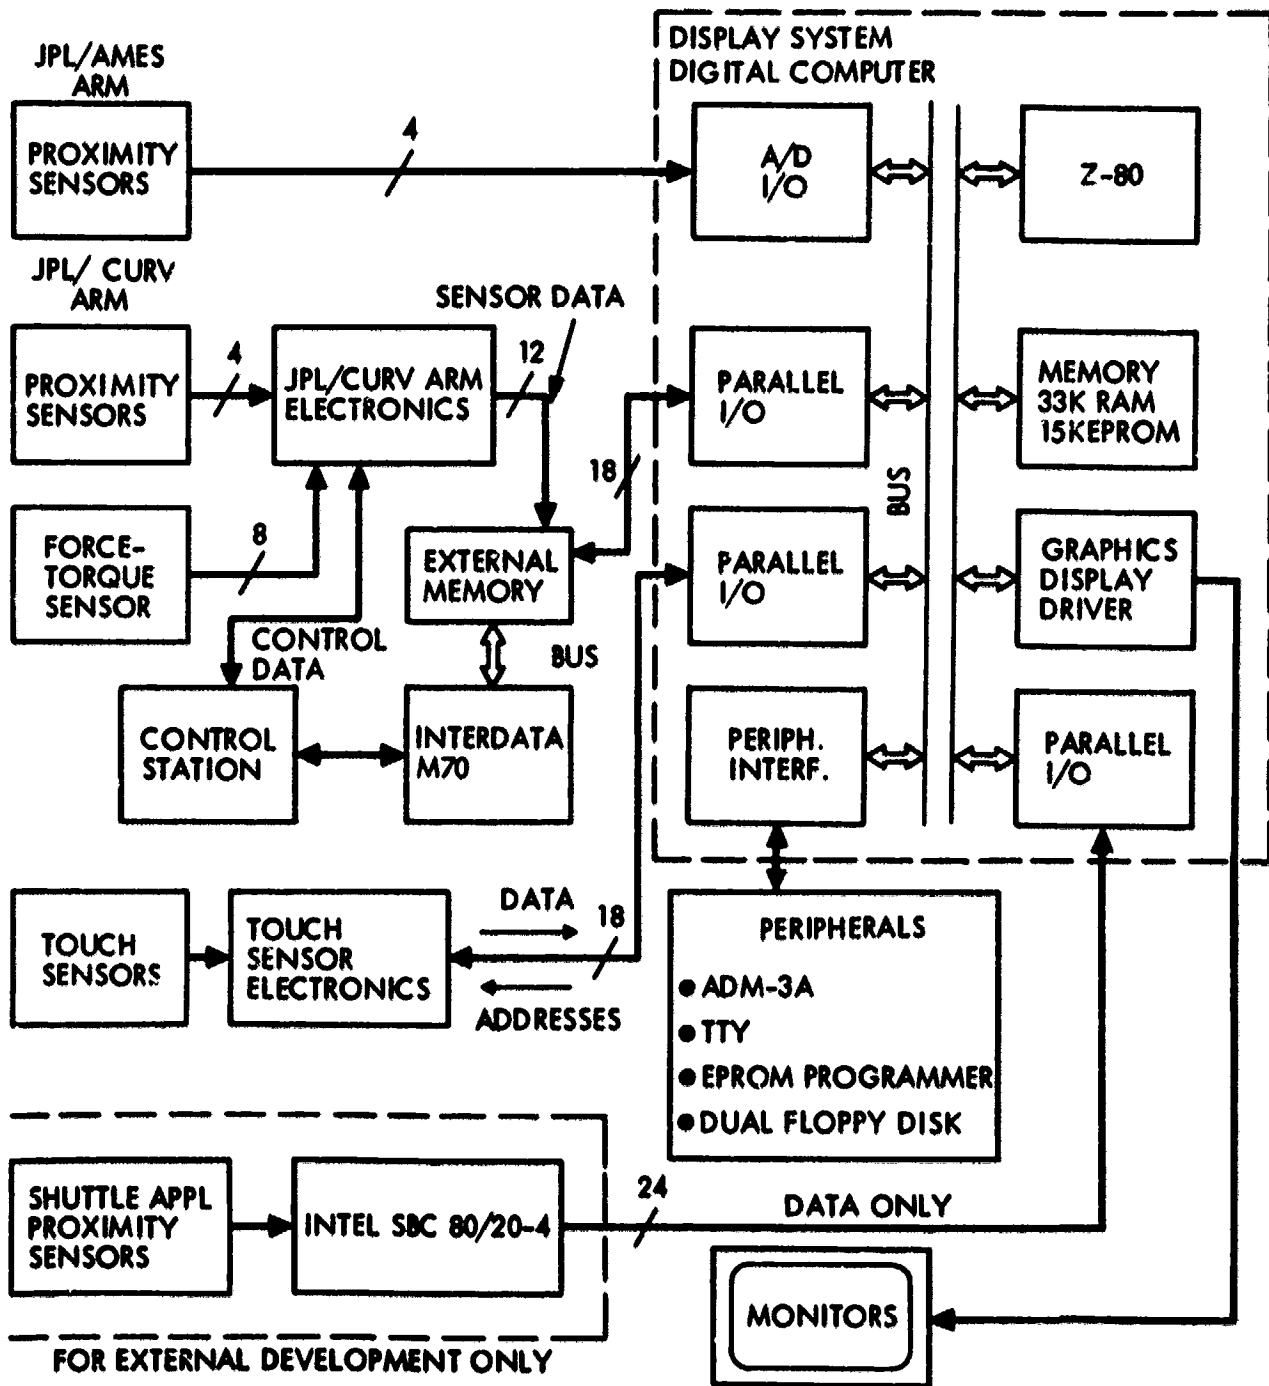 DISPLAY SYSTEM
DIGITAL COMPUTER
JPL/AMES
ARM
PROXIMITY
SENSORS
4
A/D
I/O
Z-80
JPL/ CURV
ARM
SENSOR DATA
PROXIMITY
SENSORS
4
JPL/CURV ARM
ELECTRONICS
12
PARALLEL
I/O
MEMORY
33K RAM
15KEPROM
18
BUS
FORCE-
TORQUE
SENSOR
8
EXTERNAL
MEMORY
PARALLEL
I/O
GRAPHICS
DISPLAY
DRIVER
CONTROL
DATA
BUS
CONTROL
STATION
INTERDATA
M70
PERIPH.
INTERF.
PARALLEL
I/O
TOUCH
SENSORS
TOUCH
SENSOR
ELECTRONICS
DATA
18
ADDRESSES
PERIPHERALS
● ADM-3A
● TTY
● EPROM PROGRAMMER
● DUAL FLOPPY DISK
SHUTTLE APPL
PROXIMITY
SENSORS
INTEL SBC 80/20-4
24
DATA ONLY
MONITORS
FOR EXTERNAL DEVELOPMENT ONLY